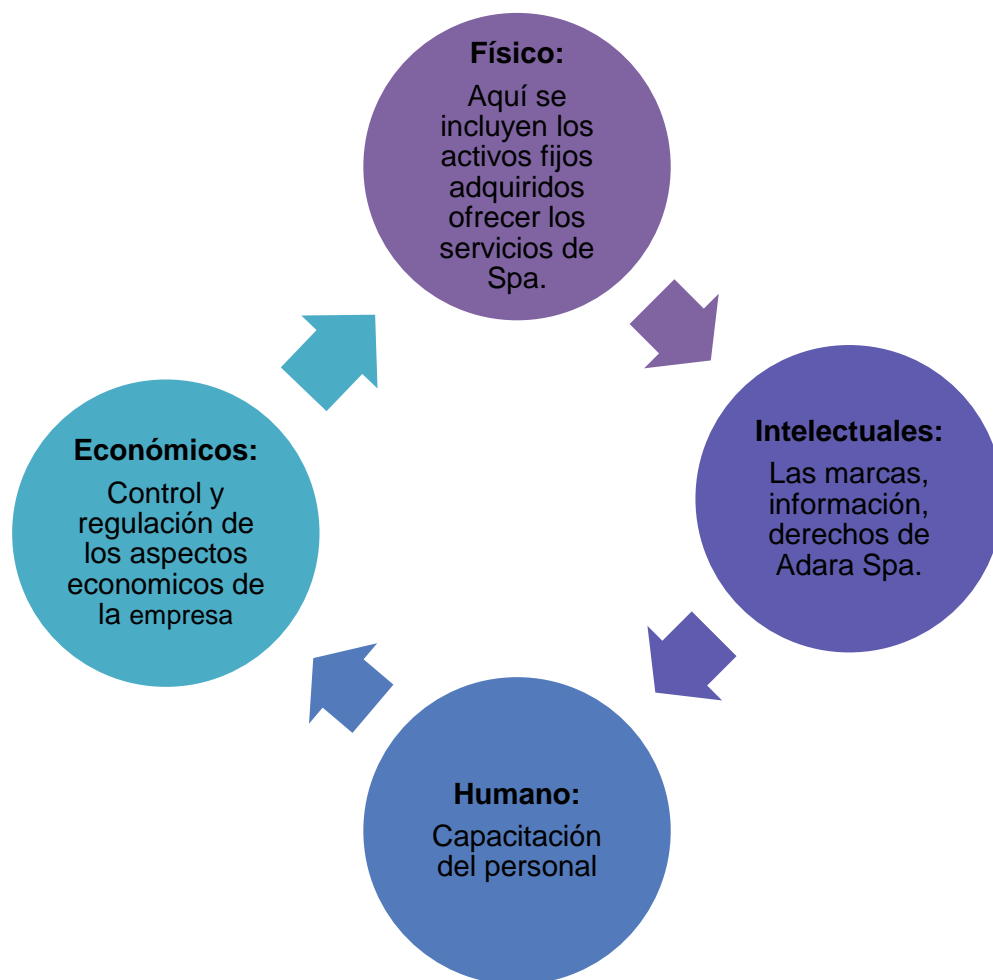 Físico:
Aquí se
incluyen los
activos fijos
adquiridos
ofrecer los
servicios de
Spa.
Intelectuales:
Las marcas,
información,
derechos de
Adara Spa.
Humano:
Capacitación
del personal
Económicos:
Control y
regulación de
los aspectos
economicos de
la empresa